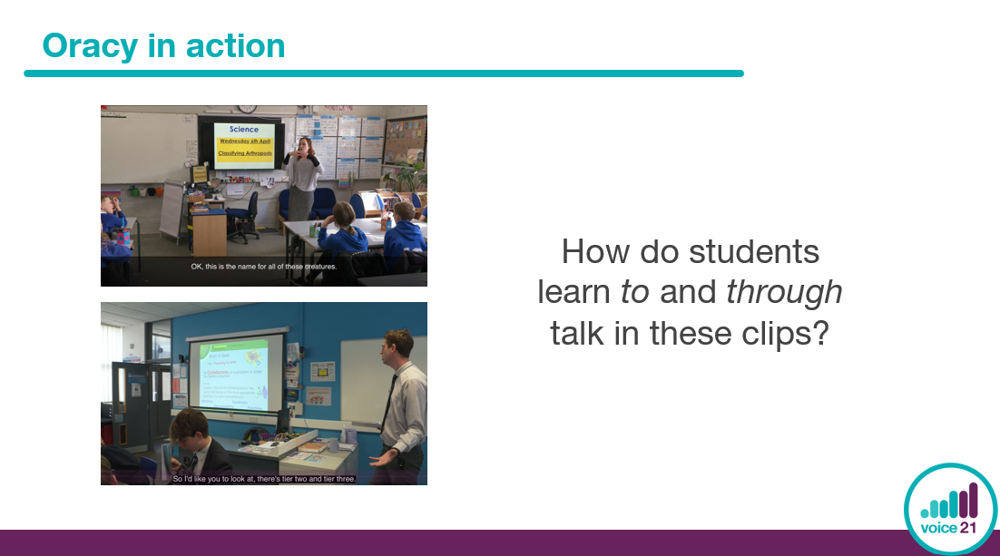 Oracy in action
Science
Wednesday 6th April
Classifying Arthropods
OK, this is the name for all of these creatures.
So I'd like you to look at, there's tier two and tier three.
How do students
learn to and through
talk in these clips?
voice 21